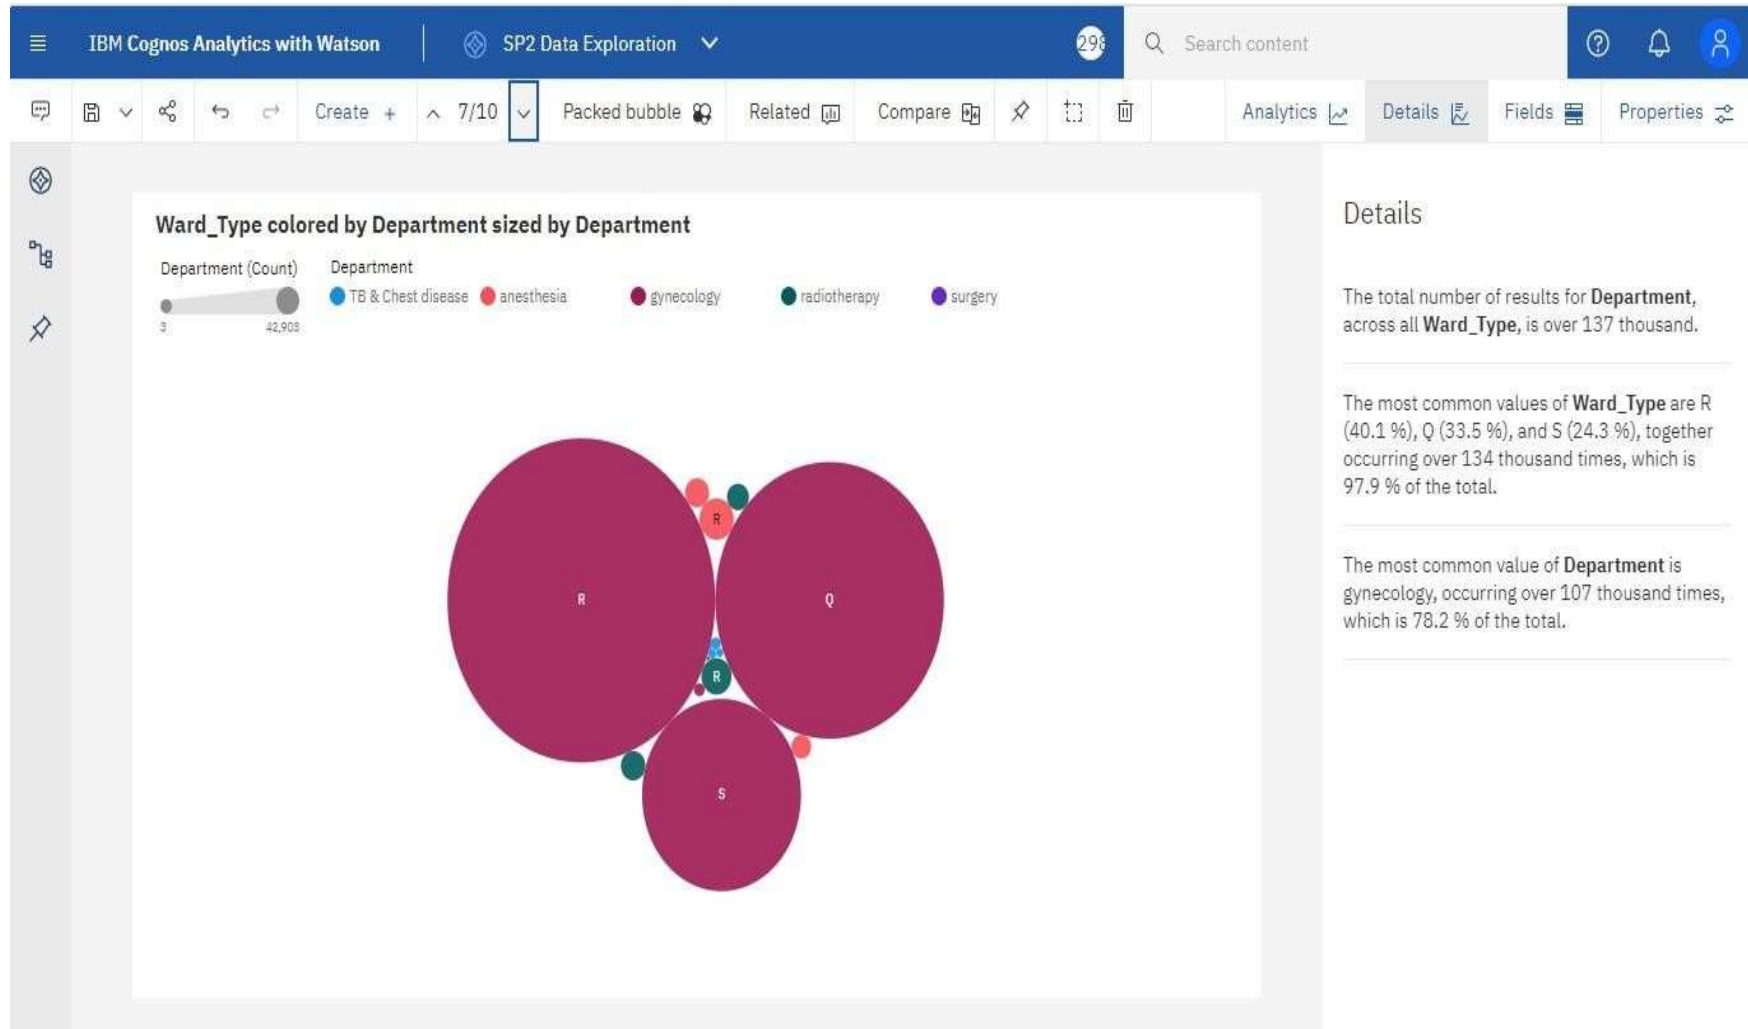 IBM Cognos Analytics with Watson
SP2 Data Exploration
298
Search content
Create +
7/10
Packed bubble
Related
Compare
Analytics
Details
Fields
Properties
Ward_Type colored by Department sized by Department
Department (Count)
3
42,903
Department
TB & Chest disease
anesthesia
gynecology
radiotherapy
surgery
R
R
Q
R
S
Details
The total number of results for Department,
across all Ward_Type, is over 137 thousand.
The most common values of Ward_Type are R
(40.1 %), Q (33.5 %), and S (24.3 %), together
occurring over 134 thousand times, which is
97.9 % of the total.
The most common value of Department is
gynecology, occurring over 107 thousand times,
which is 78.2 % of the total.